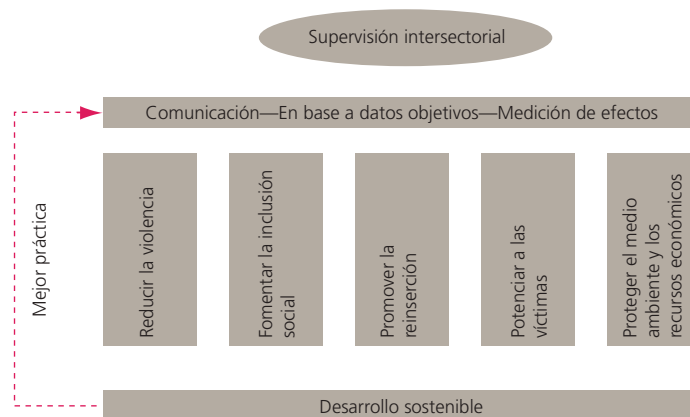 Supervisión intersectorial
Comunicación—En base a datos objetivos—Medición de efectos
Mejor práctica
Reducir la violencia
Fomentar la inclusión
social
Promover la
reinserción
Potenciar a las
víctimas
Proteger el medio
ambiente y los
recursos económicos
Desarrollo sostenible